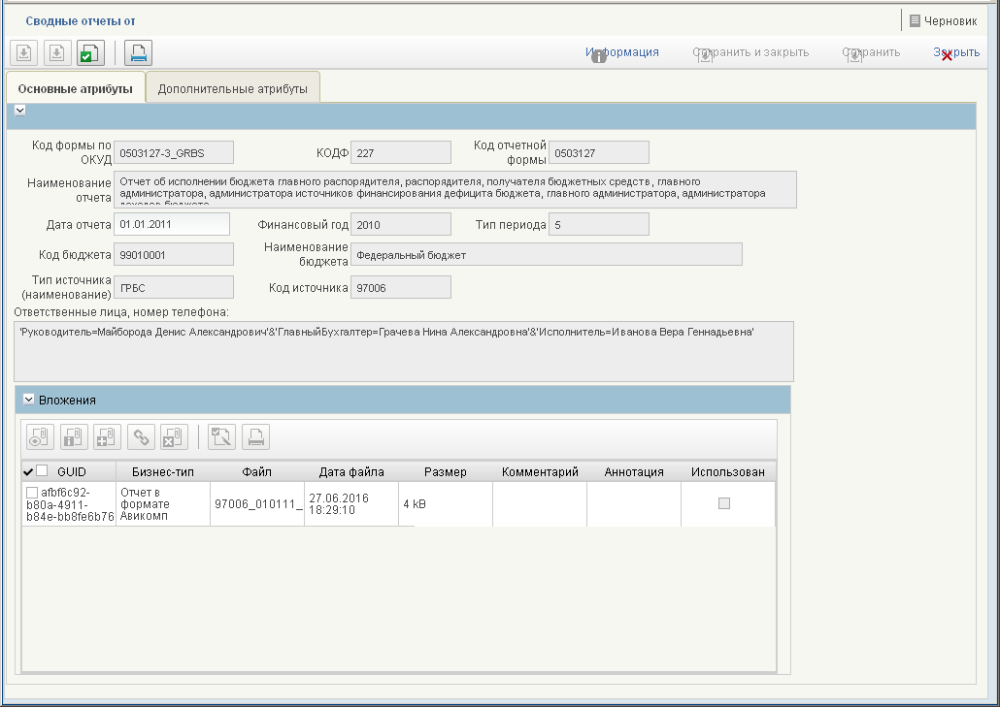 Сводные отчеты от
Черновик
Информация
Сохранить и закрыть
Сохранить
Закрыть
Основные атрибуты
Дополнительные атрибуты
Код формы по ОКУД
0503127-3_GRBS
КОДФ
227
Код отчетной формы
0503127
Наименование отчета
Отчет об исполнении бюджета главного распорядителя, распорядителя, получателя бюджетных средств, главного
администратора, администратора источников финансирования дефицита бюджета, главного администратора, администратора
доходов бюджета
Дата отчета
01.01.2011
Финансовый год
2010
Тип периода
5
Код бюджета
99010001
Наименование бюджета
Федеральный бюджет
Тип источника (наименование)
ГРБС
Код источника
97006
Ответственные лица, номер телефона:
'Руководитель=Майборода Денис Александрович'&'ГлавныйБухгалтер=Грачева Нина Александровна'&'Исполнитель=Иванова Вера Геннадьевна'
Вложения
GUID Бизнес-тип Файл Дата файла Размер Комментарий Аннотация Использован
afbf6c92-
b80a-4911-
b84e-bb8fe6b76
Отчет в
формате
Авикомп
97006_010111_
27.06.2016
18:29:10
4 kB